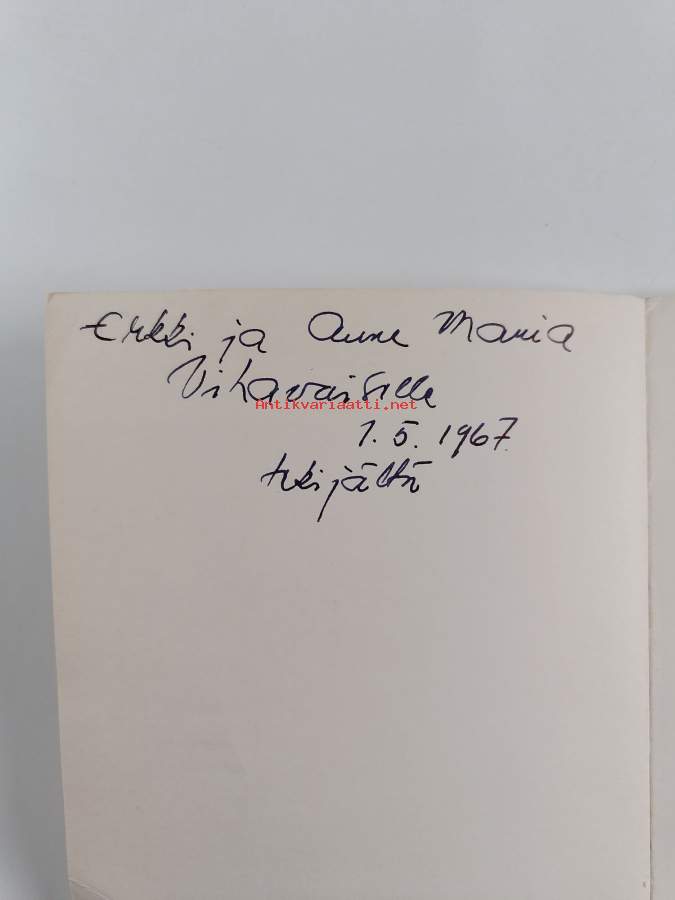 Erkki ja Anne Maria
Vihavaiselle
Antikvariaatti.net
1.5.1967
tekijältä